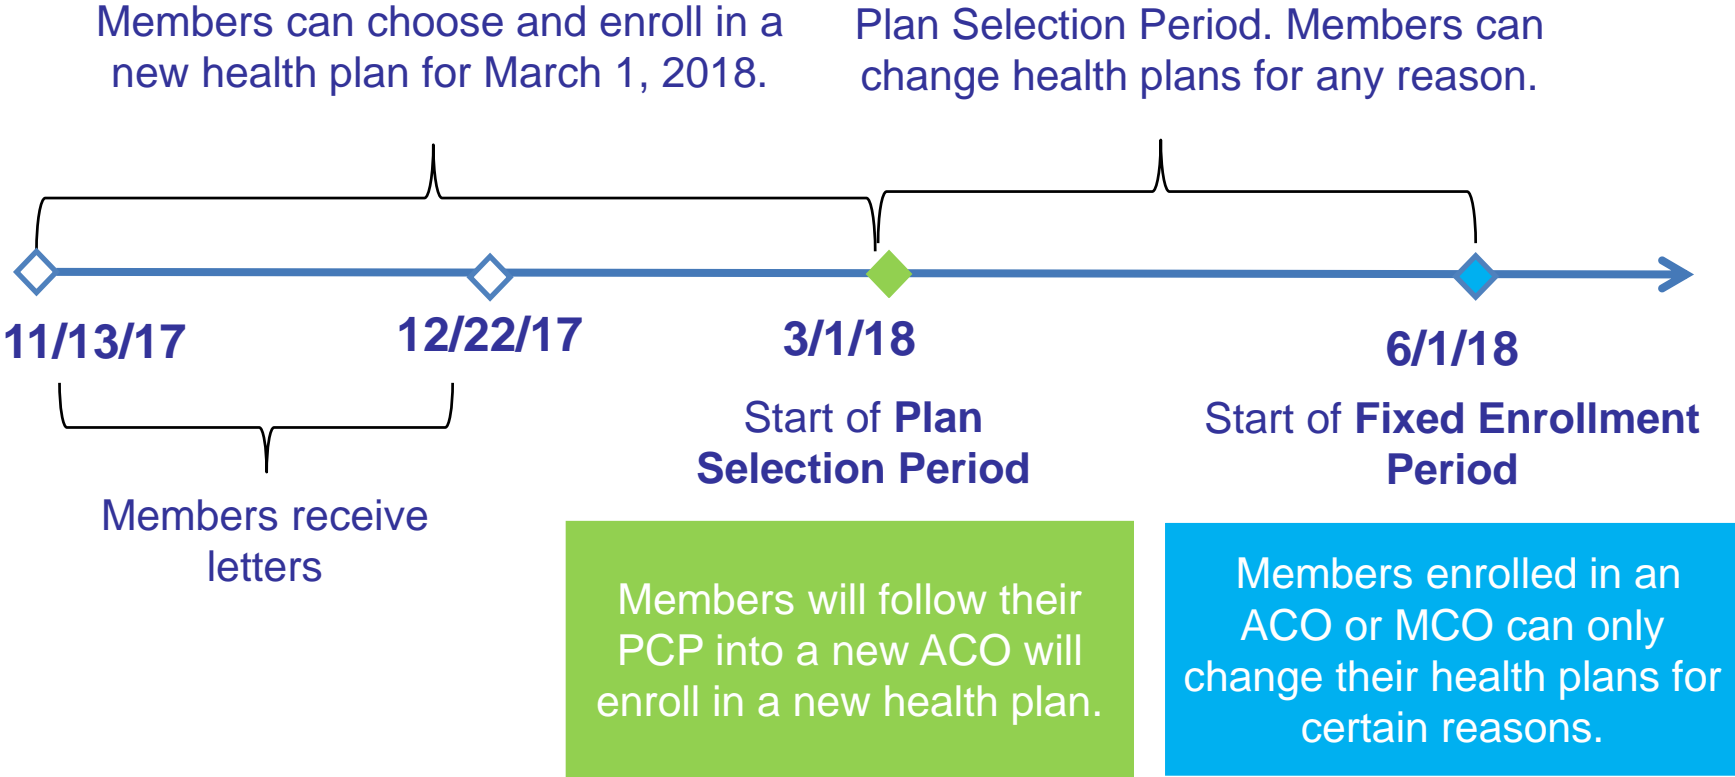 Members can choose and enroll in a
new health plan for March 1, 2018.
Plan Selection Period. Members can
change health plans for any reason.
11/13/17
12/22/17
3/1/18
6/1/18
Members receive
letters
Start of Plan
Selection Period
Start of Fixed Enrollment
Period
Members will follow their
PCP into a new ACO will
enroll in a new health plan.
Members enrolled in an
ACO or MCO can only
change their health plans for
certain reasons.